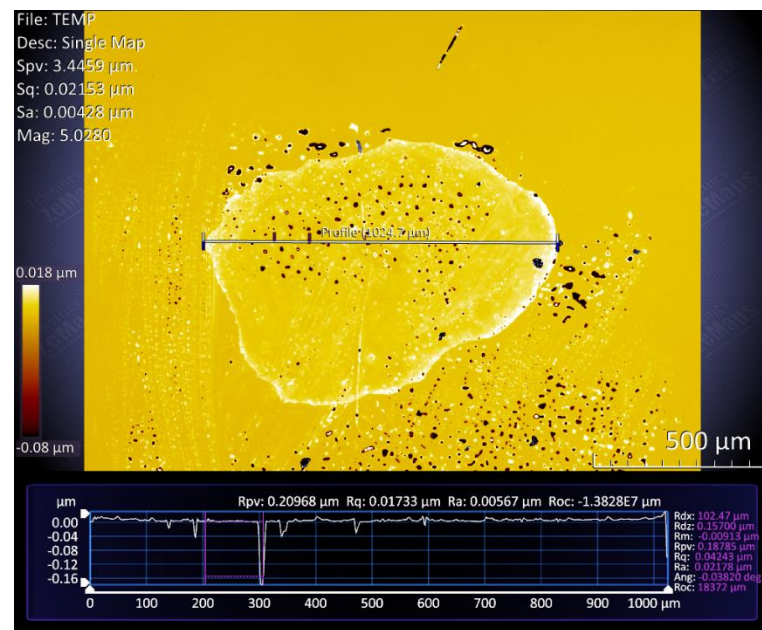 File: TEMP
Desc: Single Map
Spv: 3.4459 µm.
Sq: 0.02153 µm
Sa: 0.00428 µm
Mag: 5.0280
Profile (1024.7 µm)
0.018 µm
-0.08 µm
500 µm
µm
Rpv: 0.20968 µm Rq: 0.01733 µm Ra: 0.00567 µm Roc: -1.3828E7 µm
0.00
-0.04
-0.08
-0.12
-0.16
0 100 200 300 400 500 600 700 800 900 1000 µm
Rdx: 102.47 µm
Rdz: 0.15700 µm
Rm: -0.00913 µm
Rpv: 0.18785 µm
Rq: 0.04243 µm
Ra: 0.02178 µm
Ang: -0.03820 deg
Roc: 18372 µm